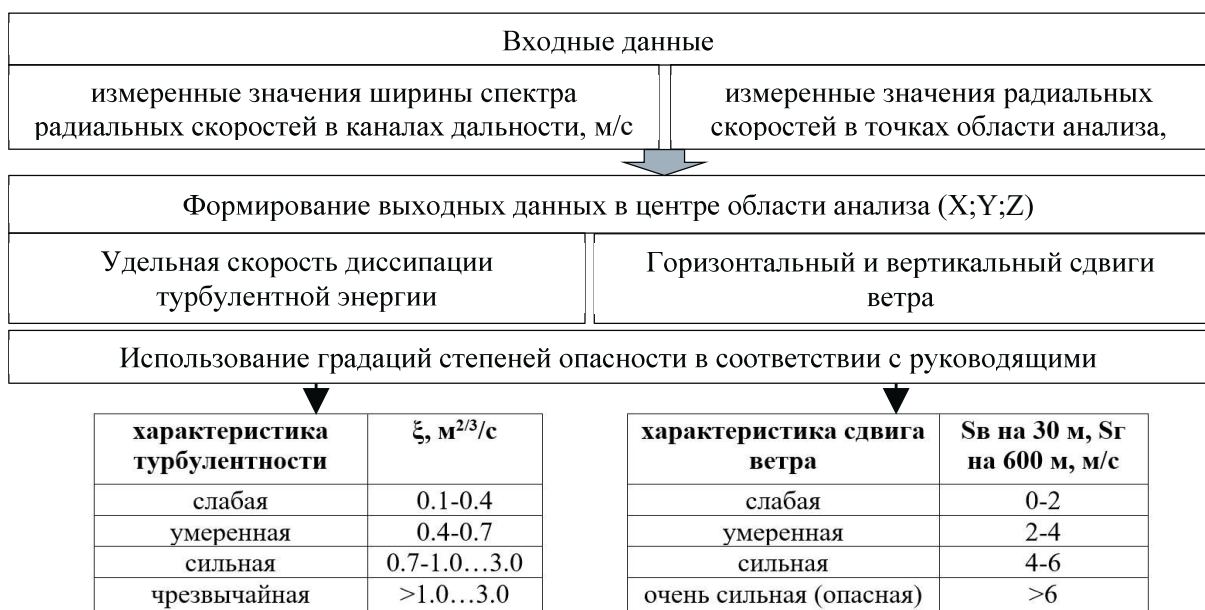 Входные данные
измеренные значения ширины спектра
радиальных скоростей в каналах дальности, м/с
измеренные значения радиальных
скоростей в точках области анализа,
Формирование выходных данных в центре области анализа (X;Y;Z)
Удельная скорость диссипации
турбулентной энергии
Горизонтальный и вертикальный сдвиги
ветра
Использование градаций степеней опасности в соответствии с руководящими
характеристика
турбулентности
ξ, м²/³/с
слабая 0.1-0.4
умеренная 0.4-0.7
сильная 0.7-1.0…3.0
чрезвычайная >1.0…3.0
характеристика сдвига
ветра
Sв на 30 м, Sг
на 600 м, м/с
слабая 0-2
умеренная 2-4
сильная 4-6
очень сильная (опасная) >6